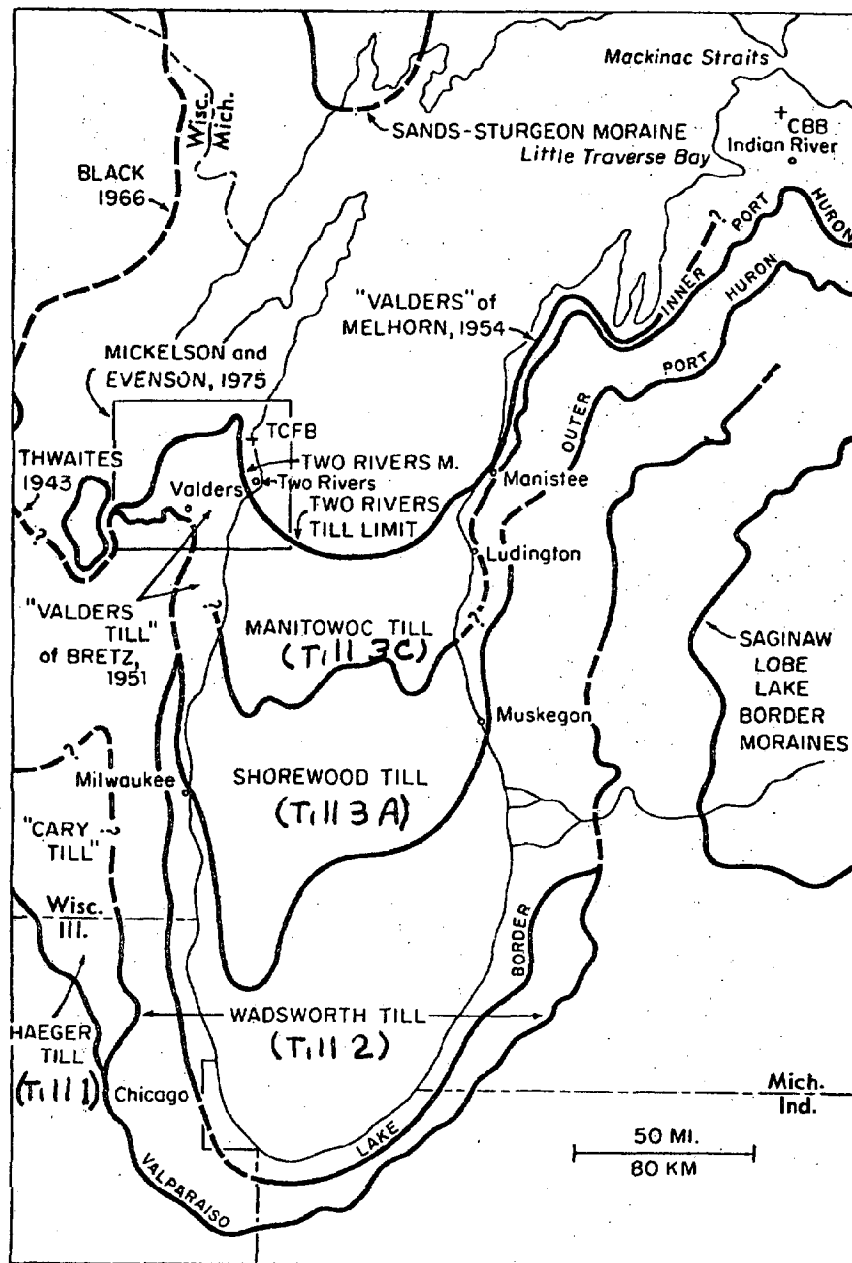 Mackinac Straits
Wisc.
Mich.
SANDS-STURGEON MORAINE
Little Traverse Bay
CBB
Indian River
BLACK
1966
?
INNER PORT HURON
"VALDERS" of
MELHORN, 1954
OUTER PORT HURON
MICKELSON and
EVENSON, 1975
TCFB
THWAITES
1943
TWO RIVERS M.
Two Rivers
Valders
TWO RIVERS
TILL LIMIT
Manistee
?
Ludington
"VALDERS
TILL"
of BRETZ,
1951
?
MANITOWOC TILL
(Till 3C)
?
SAGINAW
LOBE
LAKE
BORDER
MORAINES
Muskegon
?
Milwaukee
SHOREWOOD TILL
(Till 3A)
"CARY
TILL"
?
Wisc.
Ill.
BORDER
WADSWORTH TILL
(Till 2)
HAEGER
TILL
(Till 1)
Chicago
Mich.
Ind.
LAKE
50 MI.
80 KM
VALPARAISO